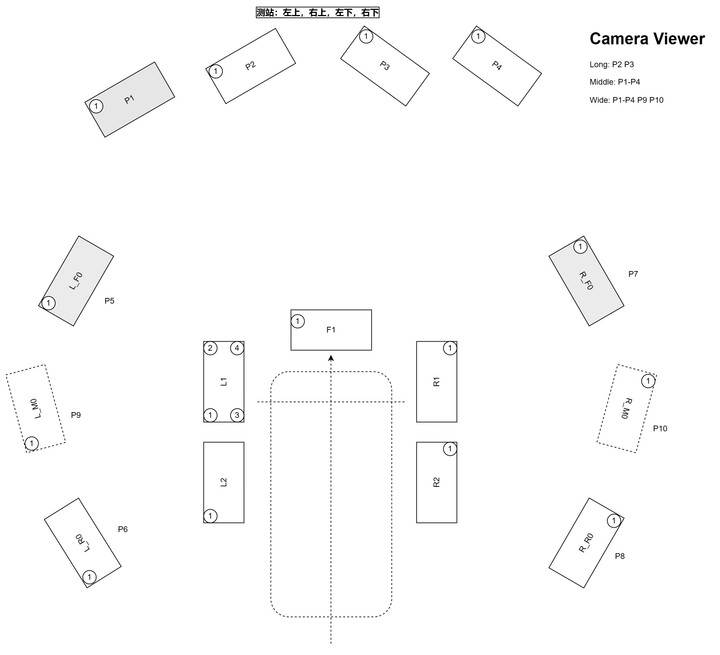 测站：左上，右上，左下，右下
Camera Viewer
Long: P2 P3
Middle: P1-P4
Wide: P1-P4 P9 P10
1
P1
1
P2
1
P3
1
P4
L_F0
1
P5
1
R_F0
P7
1
F1
2
4
L1
1
3
1
R1
L_M0
1
P9
1
R_M0
P10
L2
1
1
R2
L_R0
1
P6
1
R_R0
P8